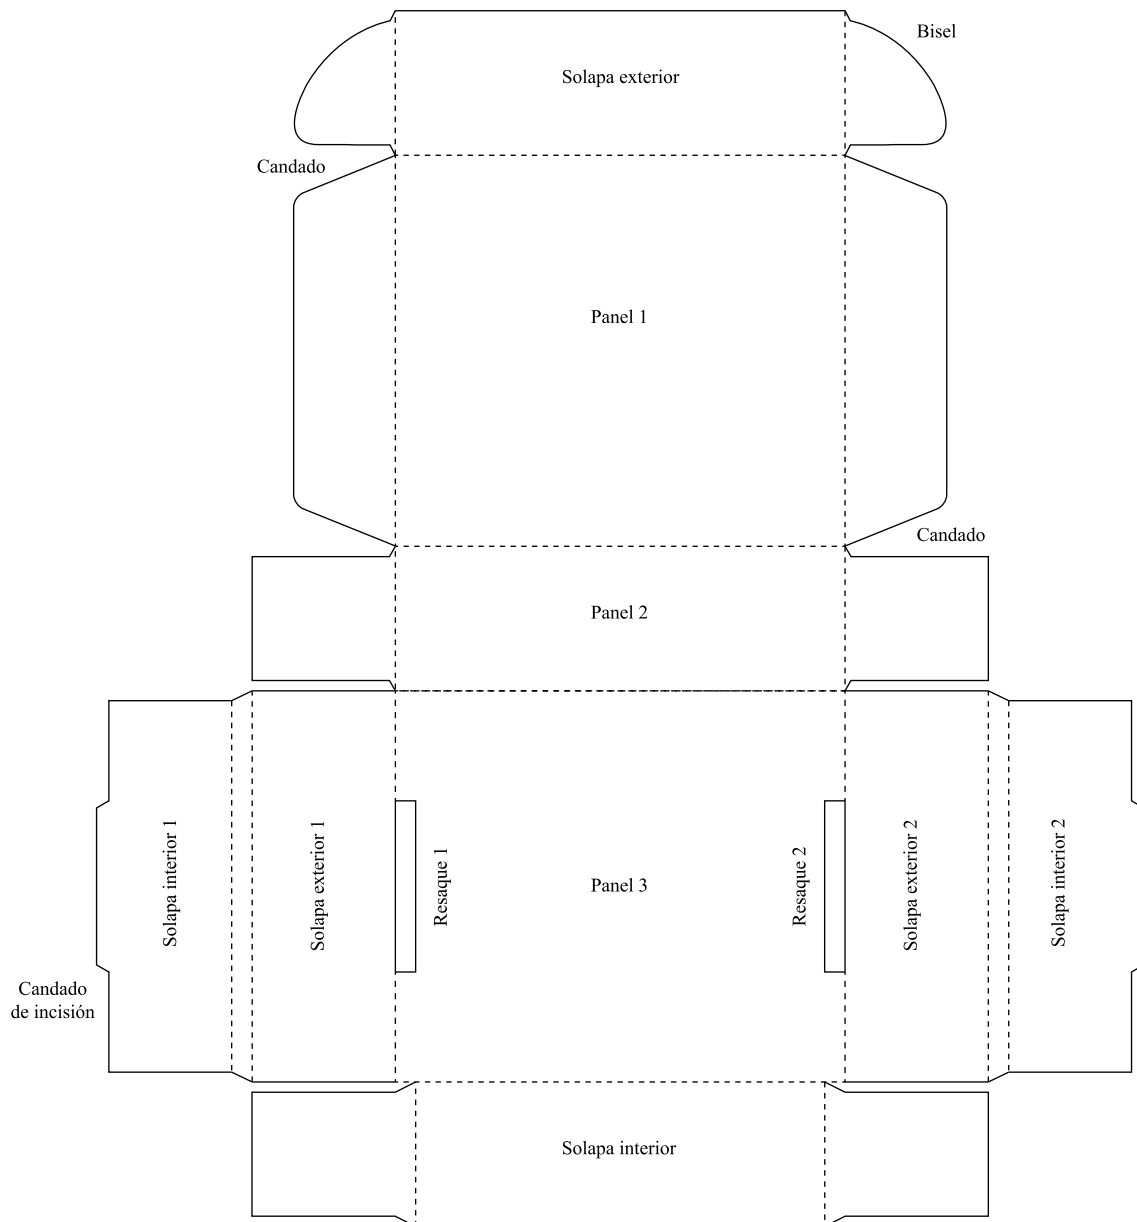 Bisel
Solapa exterior
Candado
Panel 1
Candado
Panel 2
Solapa interior 1
Solapa exterior 1
Resaque 1
Panel 3
Resaque 2
Solapa exterior 2
Solapa interior 2
Candado
de incisión
Solapa interior